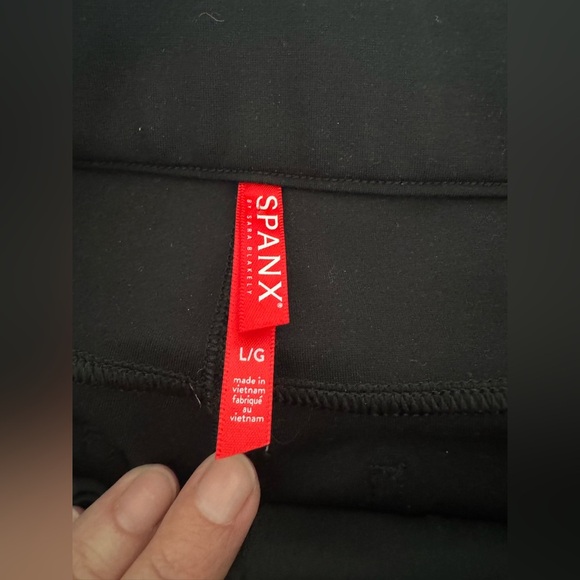 SPANX®
BY SARA BLAKELY
L/G
made in
vietnam
fabriqué
au
vietnam